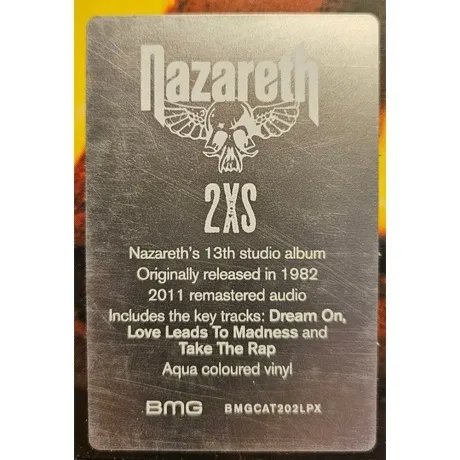 Nazareth
2XS
Nazareth's 13th studio album
Originally released in 1982
2011 remastered audio
Includes the key tracks: Dream On,
Love Leads To Madness and
Take The Rap
Aqua coloured vinyl
BMG BMGCAT202LPX